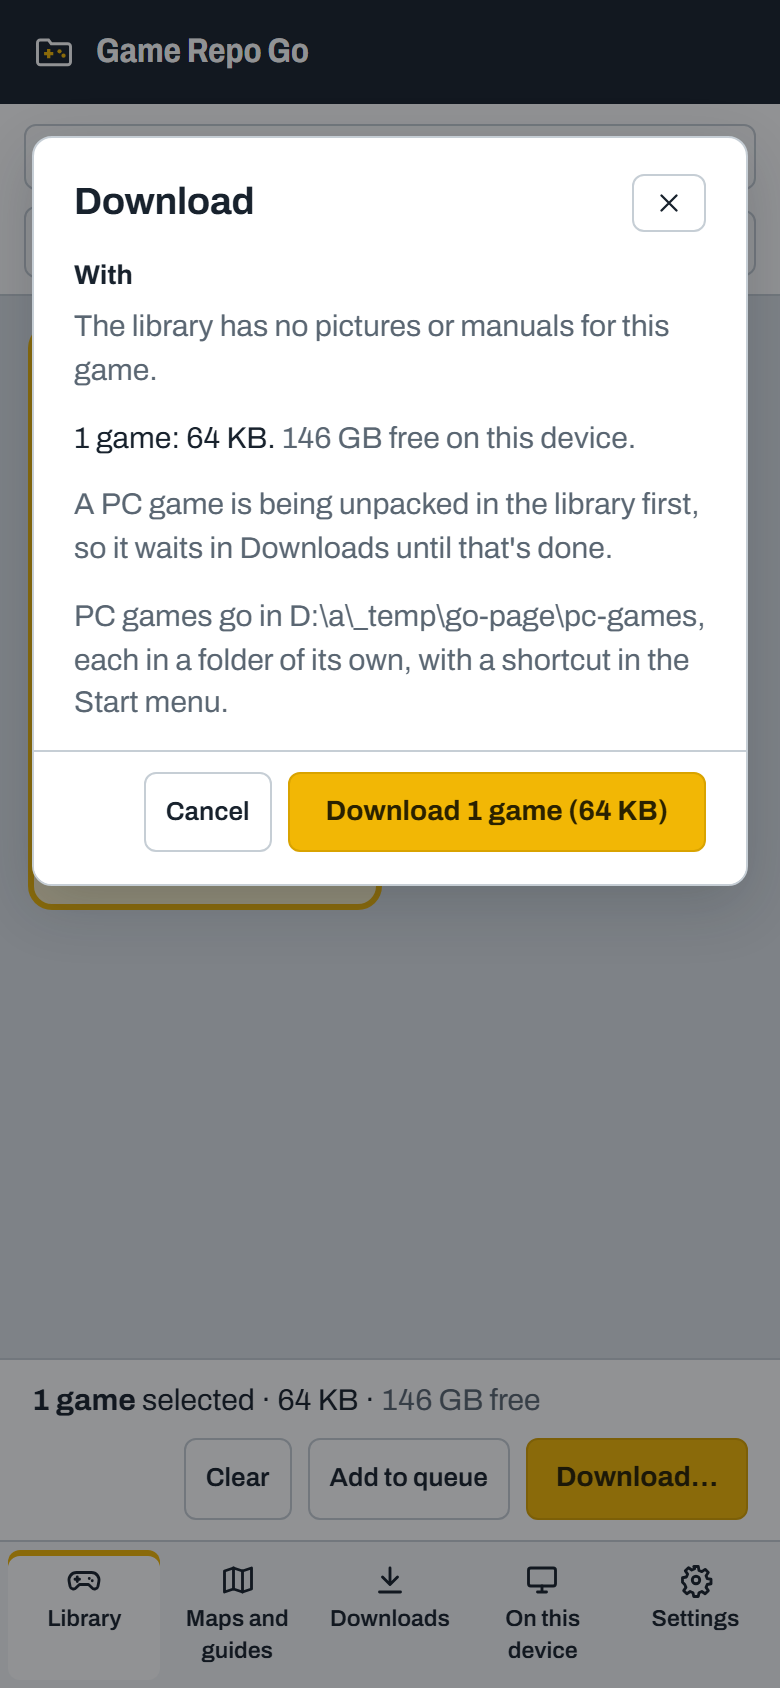 Game Repo Go
Download
With
The library has no pictures or manuals for this
game.
1 game: 64 KB. 146 GB free on this device.
A PC game is being unpacked in the library first,
so it waits in Downloads until that's done.
PC games go in D:\a\_temp\go-page\pc-games,
each in a folder of its own, with a shortcut in the
Start menu.
Cancel
Download 1 game (64 KB)
1 game selected · 64 KB · 146 GB free
Clear
Add to queue
Download...
Library
Maps and
guides
Downloads
On this
device
Settings